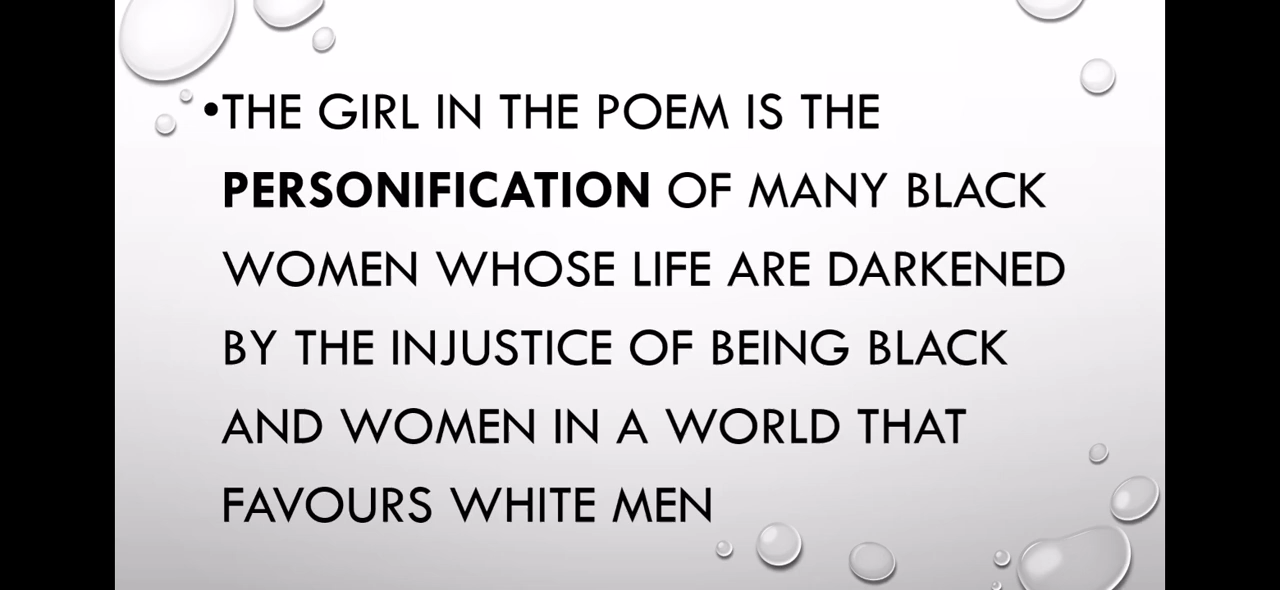 •THE GIRL IN THE POEM IS THE
PERSONIFICATION OF MANY BLACK
WOMEN WHOSE LIFE ARE DARKENED
BY THE INJUSTICE OF BEING BLACK
AND WOMEN IN A WORLD THAT
FAVOURS WHITE MEN